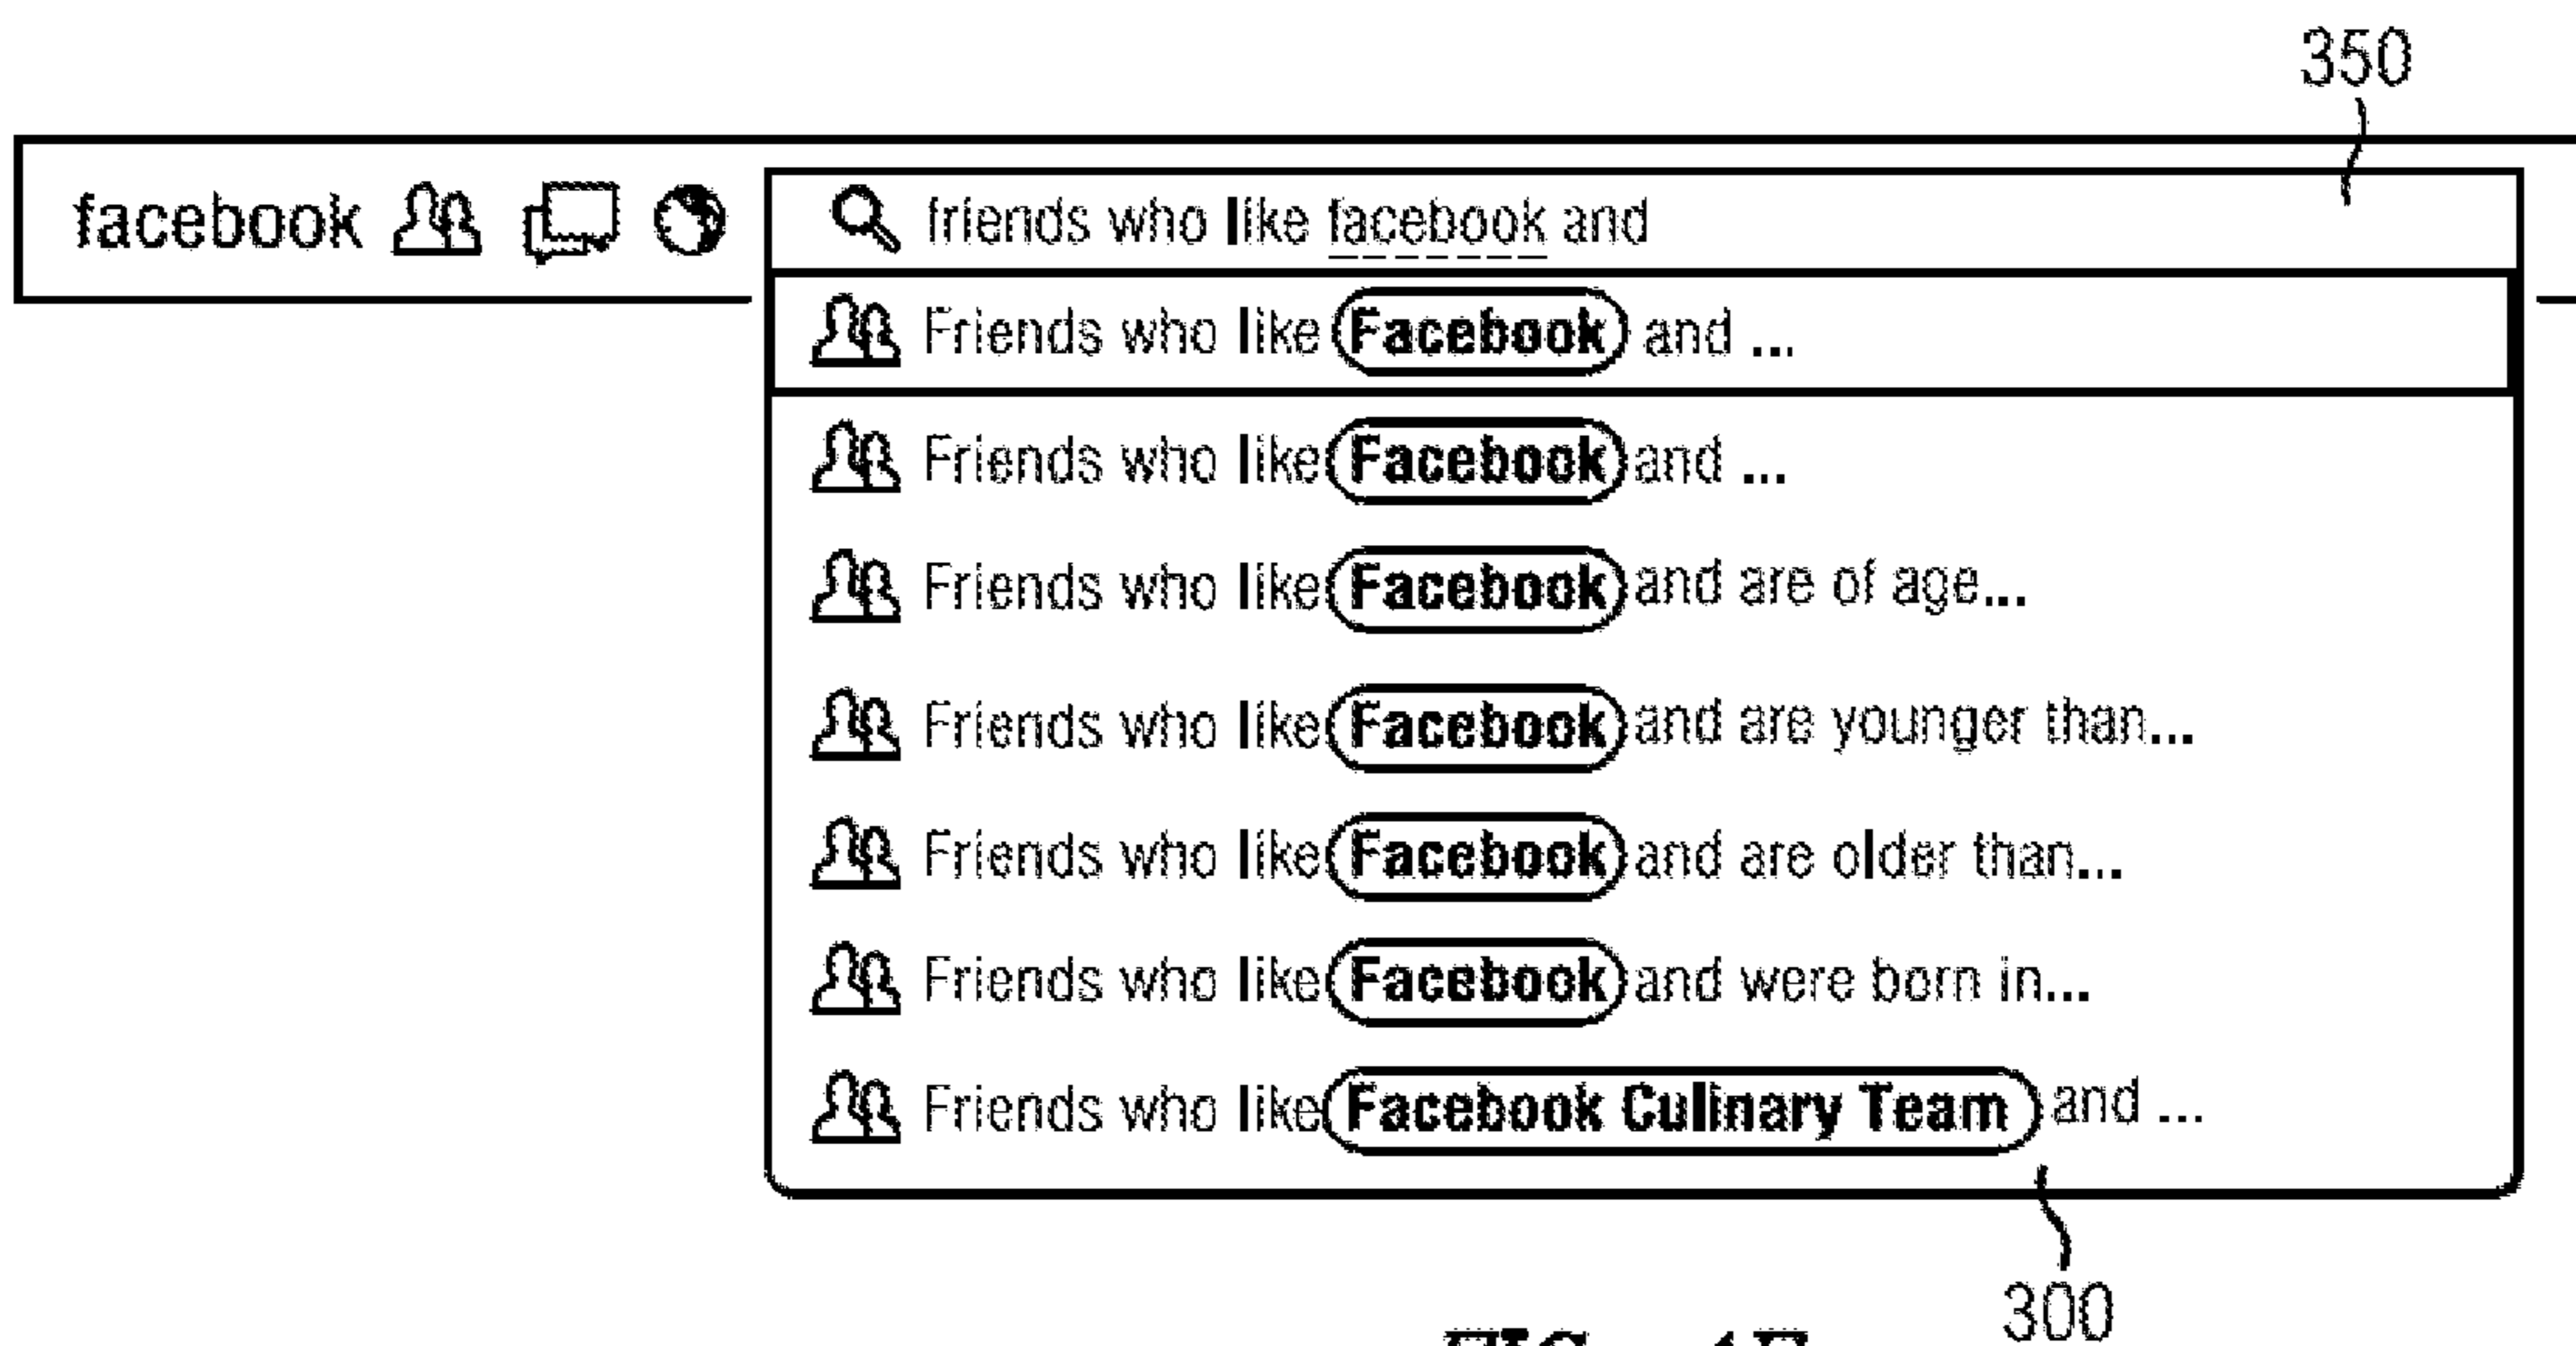 350
facebook friends who like facebook and
Friends who like Facebook and ...
Friends who like Facebook and ...
Friends who like Facebook and are of age...
Friends who like Facebook and are younger than...
Friends who like Facebook and are older than...
Friends who like Facebook and were born in...
Friends who like Facebook Culinary Team and ...
300